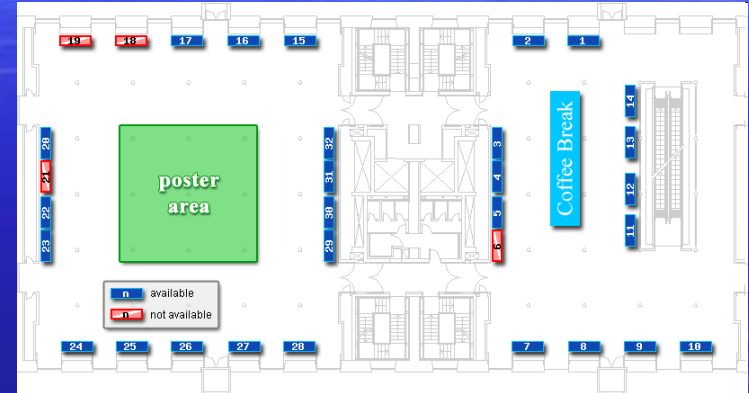 19 18 17 16 15 2 1
14
20 32 3 13
21 31 4
22 30 5 12
23 29 6 11
poster
area
Coffee Break
n available
n not available
24 25 26 27 28 7 8 9 10